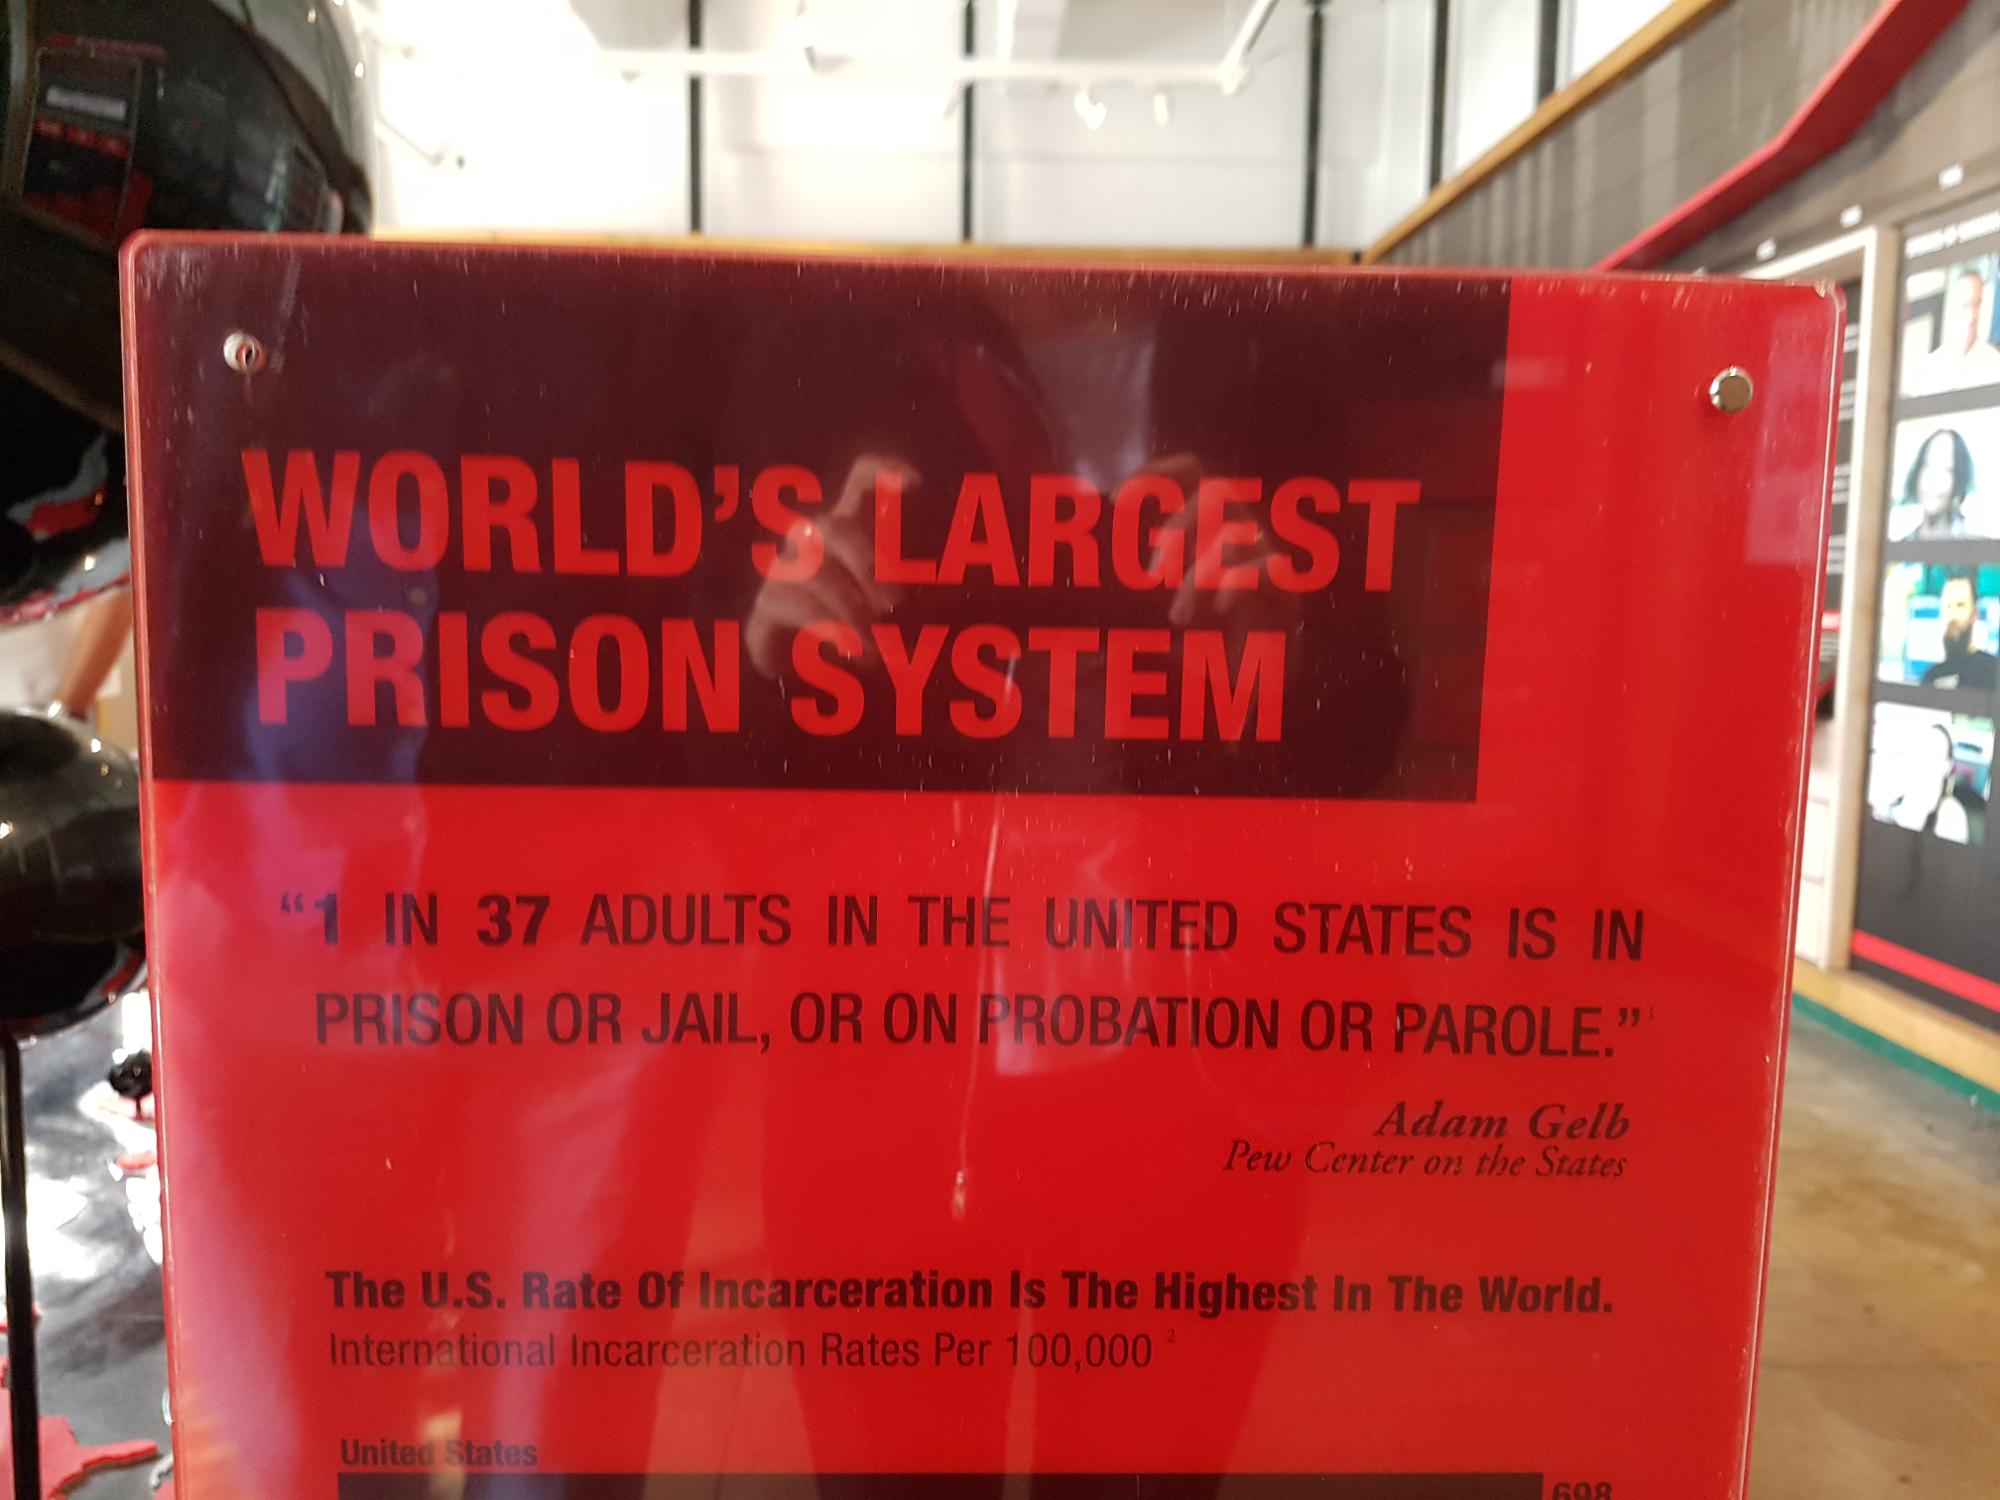 WORLD'S LARGEST
PRISON SYSTEM
“1 IN 37 ADULTS IN THE UNITED STATES IS IN
PRISON OR JAIL, OR ON PROBATION OR PAROLE.”
Adam Gelb
Pew Center on the States
The U.S. Rate Of Incarceration Is The Highest In The World.
International Incarceration Rates Per 100,000 2
United States
698